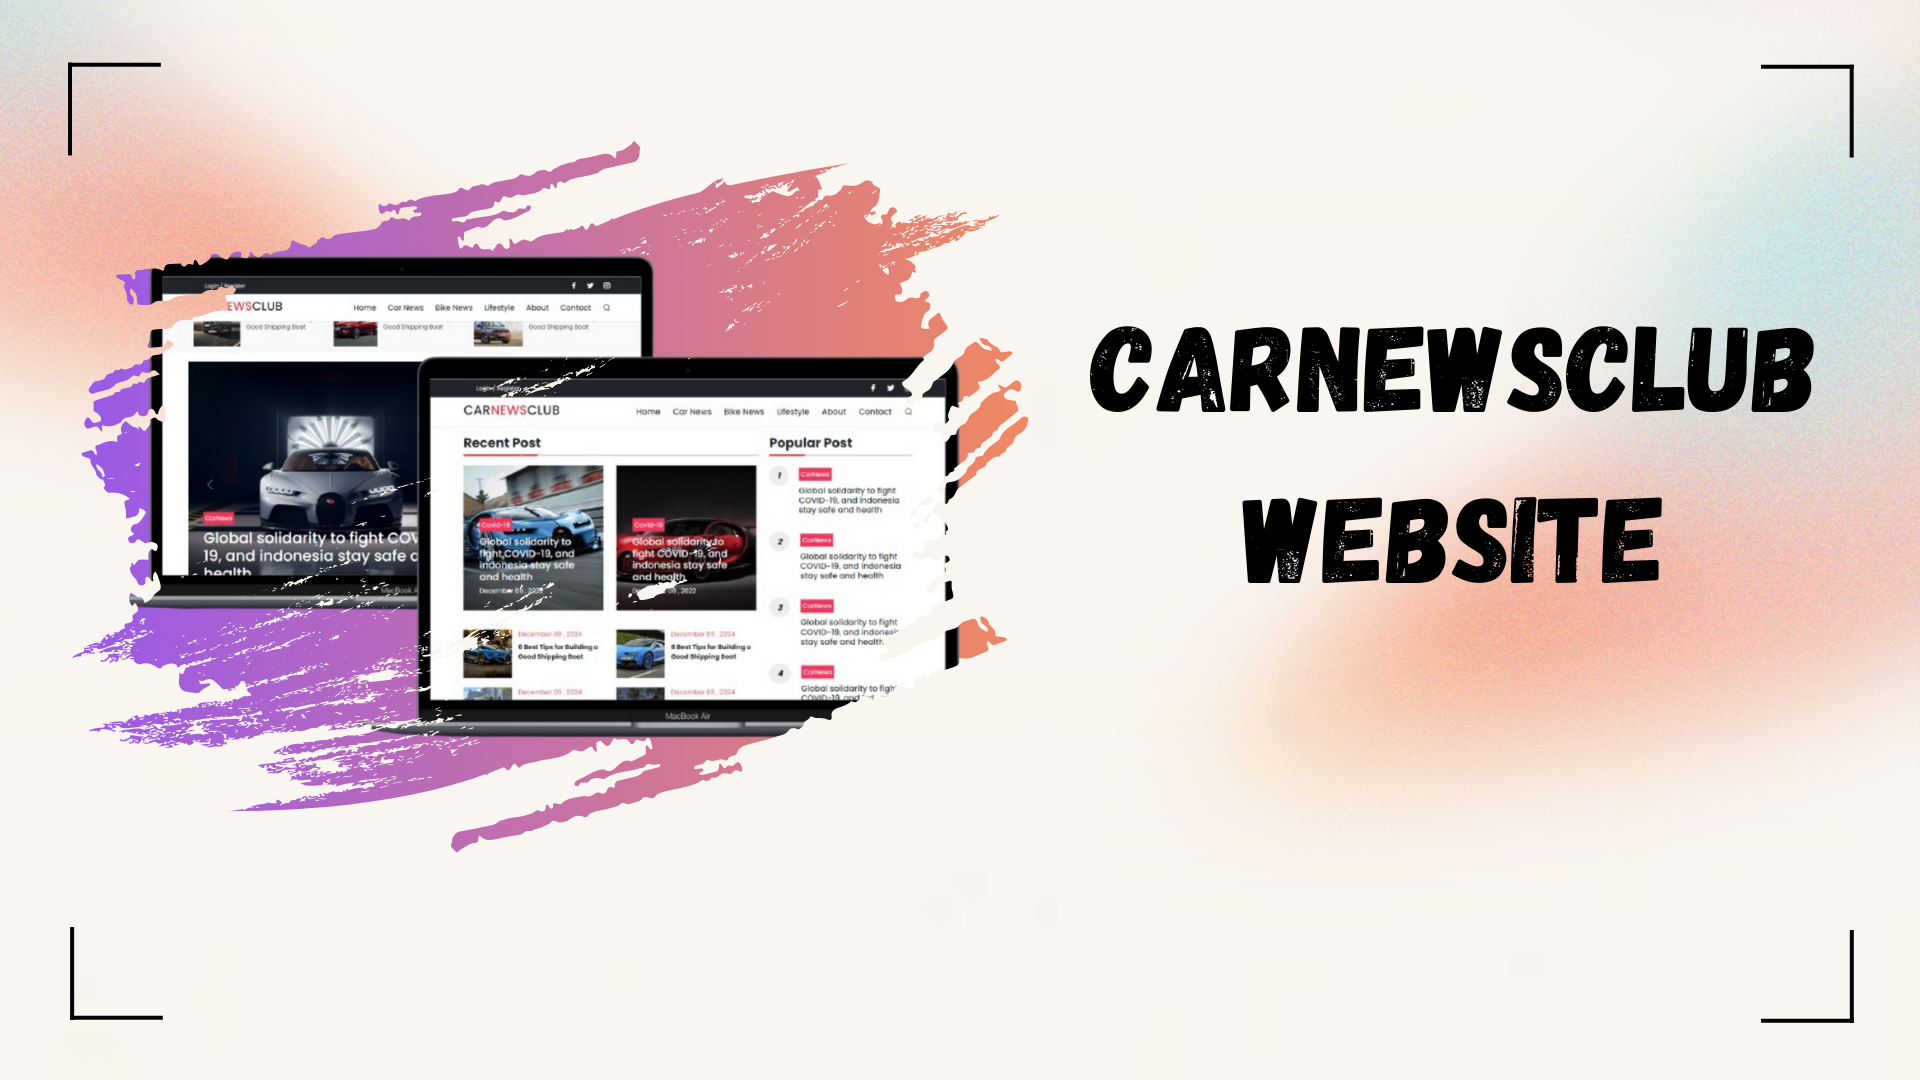 CARNEWSCLUB
WEBSITE
Login / Register
EWSCLUB
Home Car News Bike News Lifestyle About Contact
Good Shipping Boat
Good Shipping Boat
Good Shipping Boat
CarNews
Global solidarity to fight COV
19, and indonesia stay safe a
health
MacBook A
Login / Register
CARNEWSCLUB
Home Car News Bike News Lifestyle About Contact
Recent Post
Covid-19
Global solidarity to
fight COVID-19, and
indonesia stay safe
and health
December 09, 2022
Covid-19
Global solidarity to
fight COVID-19, and
indonesia stay safe
and health
09, 2022
December 09, 2024
6 Best Tips for Building a
Good Shipping Boat
December 09, 2024
6 Best Tips for Building a
Good Shipping Boat
December 09, 2024
December 09, 2024
Popular Post
1
CarNews
Global solidarity to fight
COVID-19, and indonesia
stay safe and health
2
CarNews
Global solidarity to fight
COVID-19, and indonesia
stay safe and health
3
CarNews
Global solidarity to fight
COVID-19, and indonesi
stay safe and health
4
CarNews
Global solidarity to fight
COVID-19, and
MacBook Air